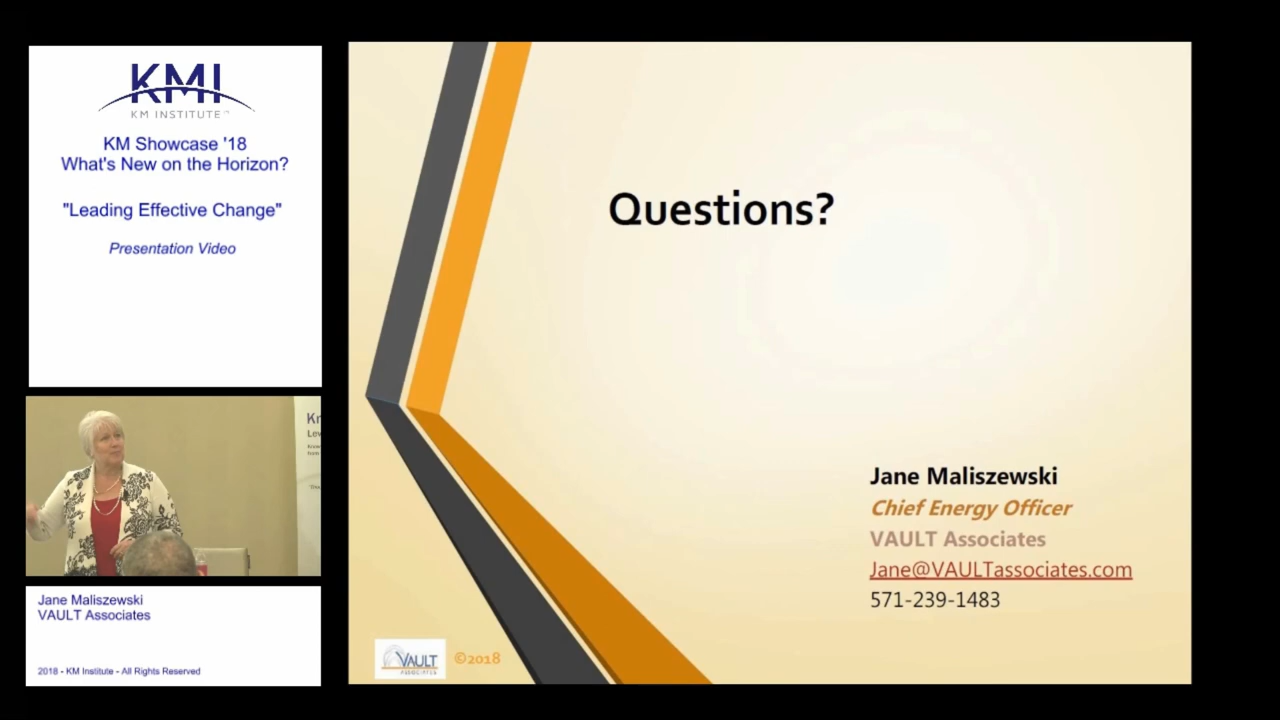 KMI
KM INSTITUTE
KM Showcase '18
What's New on the Horizon?
"Leading Effective Change"
Presentation Video
Jane Maliszewski
VAULT Associates
2018 - KM Institute - All Rights Reserved
Questions?
Jane Maliszewski
Chief Energy Officer
VAULT Associates
Jane@VAULTassociates.com
571-239-1483
VAULT
ASSOCIATES
©2018